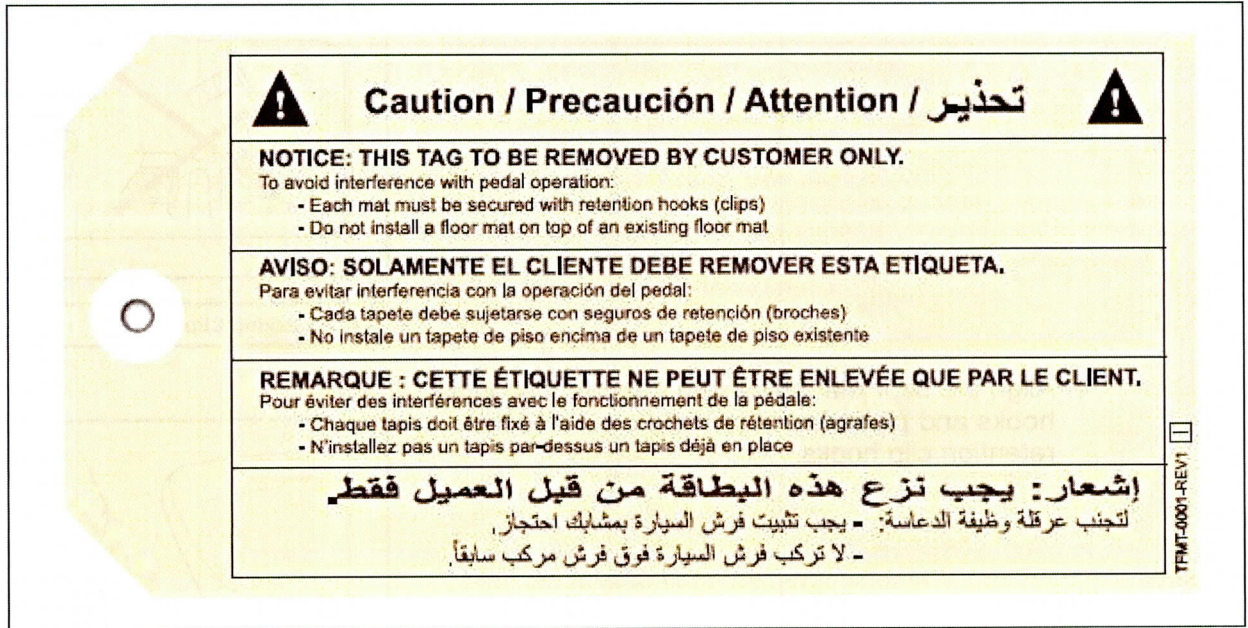 Caution / Precaución / Attention / تحذير
NOTICE: THIS TAG TO BE REMOVED BY CUSTOMER ONLY.
To avoid interference with pedal operation:
- Each mat must be secured with retention hooks (clips)
- Do not install a floor mat on top of an existing floor mat
AVISO: SOLAMENTE EL CLIENTE DEBE REMOVER ESTA ETIQUETA.
Para evitar interferencia con la operación del pedal:
- Cada tapete debe sujetarse con seguros de retención (broches)
- No instale un tapete de piso encima de un tapete de piso existente
REMARQUE : CETTE ÉTIQUETTE NE PEUT ÊTRE ENLEVÉE QUE PAR LE CLIENT.
Pour éviter des interférences avec le fonctionnement de la pédale:
- Chaque tapis doit être fixé à l'aide des crochets de rétention (agrafes)
- N'installez pas un tapis par-dessus un tapis déjà en place
إشعار: يجب نزع هذه البطاقة من قبل العميل فقط.
لتجنب عرقلة وظيفة الدعاسة: - يجب تثبيت فرش السيارة بمشابك احتجاز.
- لا تركب فرش السيارة فوق فرش مركب سابقاً.
TFMT-0001-REV1